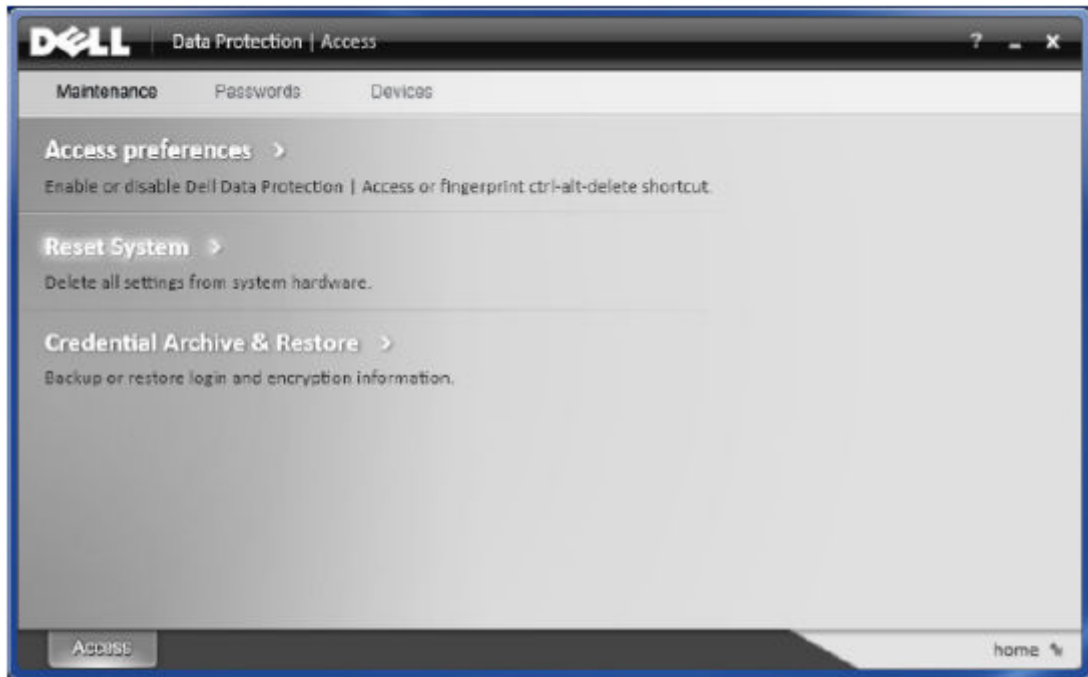 DELL Data Protection | Access ? - x
Maintenance Passwords Devices
Access preferences >
Enable or disable Dell Data Protection | Access or fingerprint ctrl-alt-delete shortcut.
Reset System >
Delete all settings from system hardware.
Credential Archive & Restore >
Backup or restore login and encryption information.
Access home